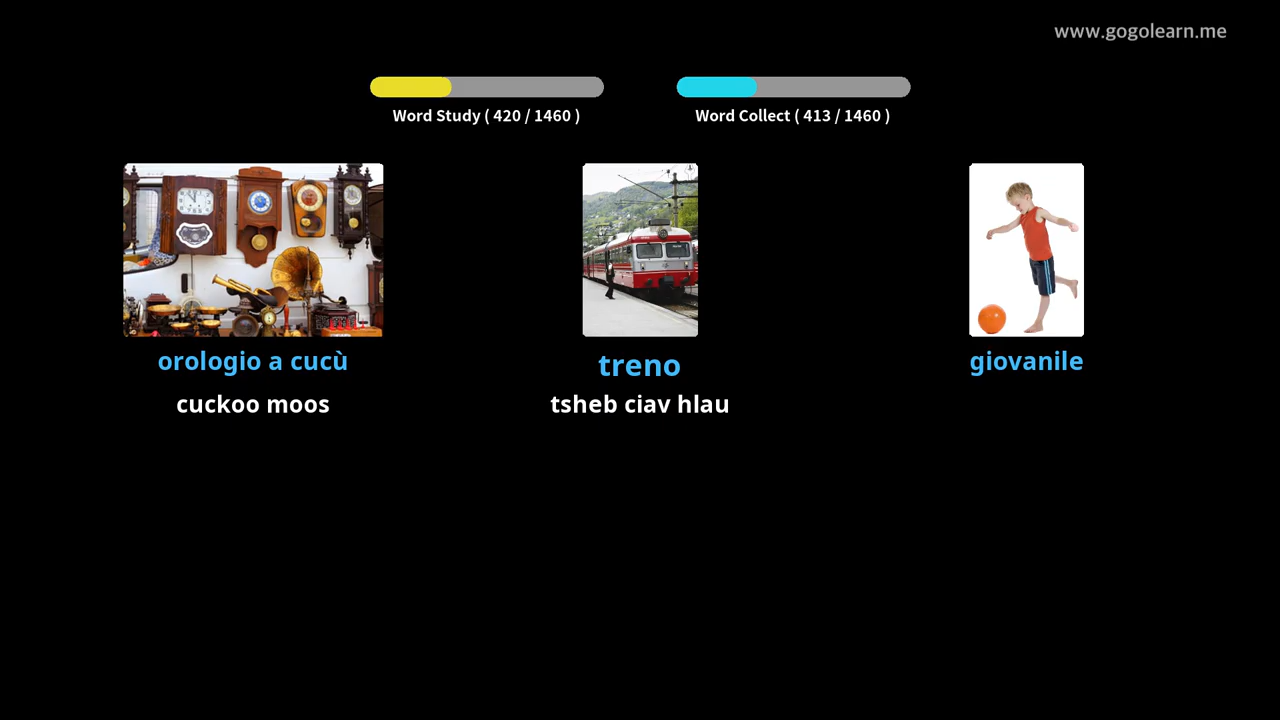 www.gogolearn.me
Word Study ( 420 / 1460 )
Word Collect ( 413 / 1460 )
orologio a cucù
treno
giovanile
cuckoo moos
tsheb ciav hlau